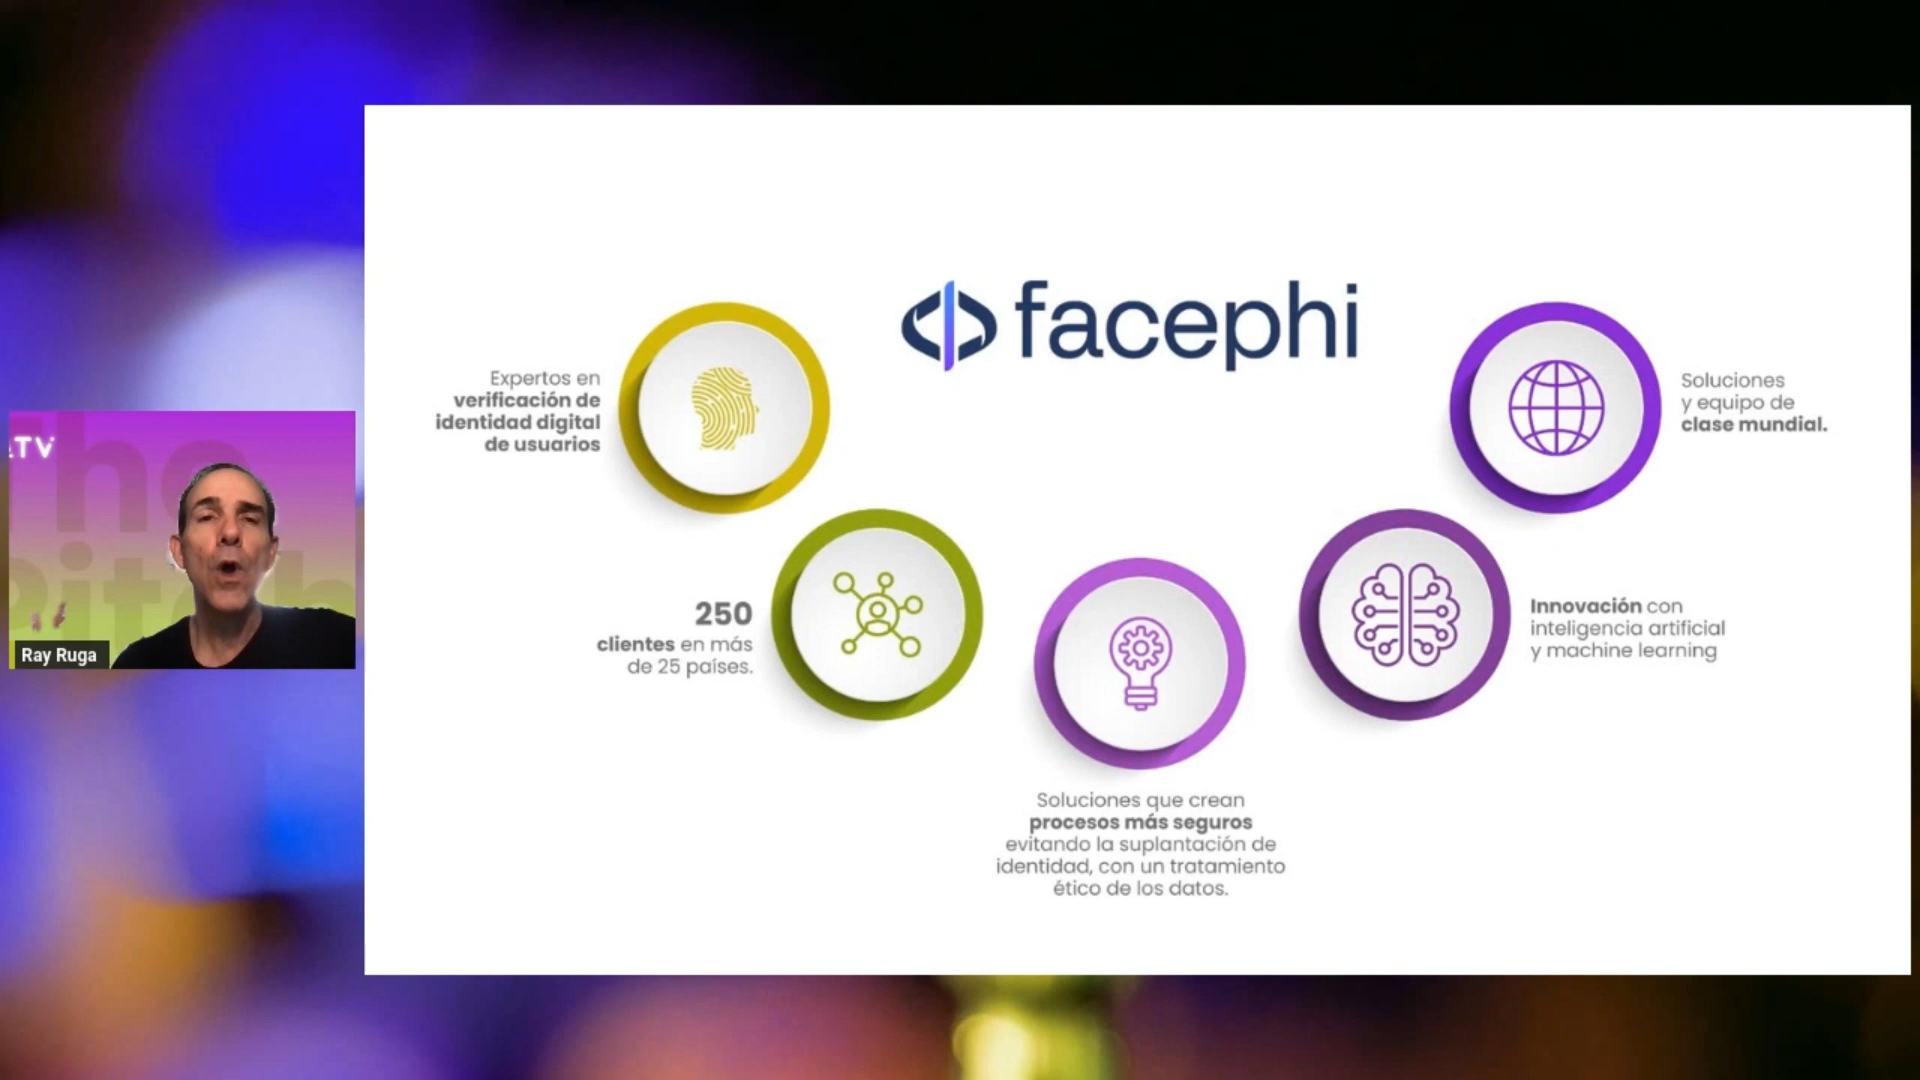 facephi
Expertos en
verificación de
identidad digital
de usuarios
250
clientes en más
de 25 países.
Soluciones que crean
procesos más seguros
evitando la suplantación de
identidad, con un tratamiento
ético de los datos.
Innovación con
inteligencia artificial
y machine learning
Soluciones
y equipo de
clase mundial.
.TV
Ray Ruga